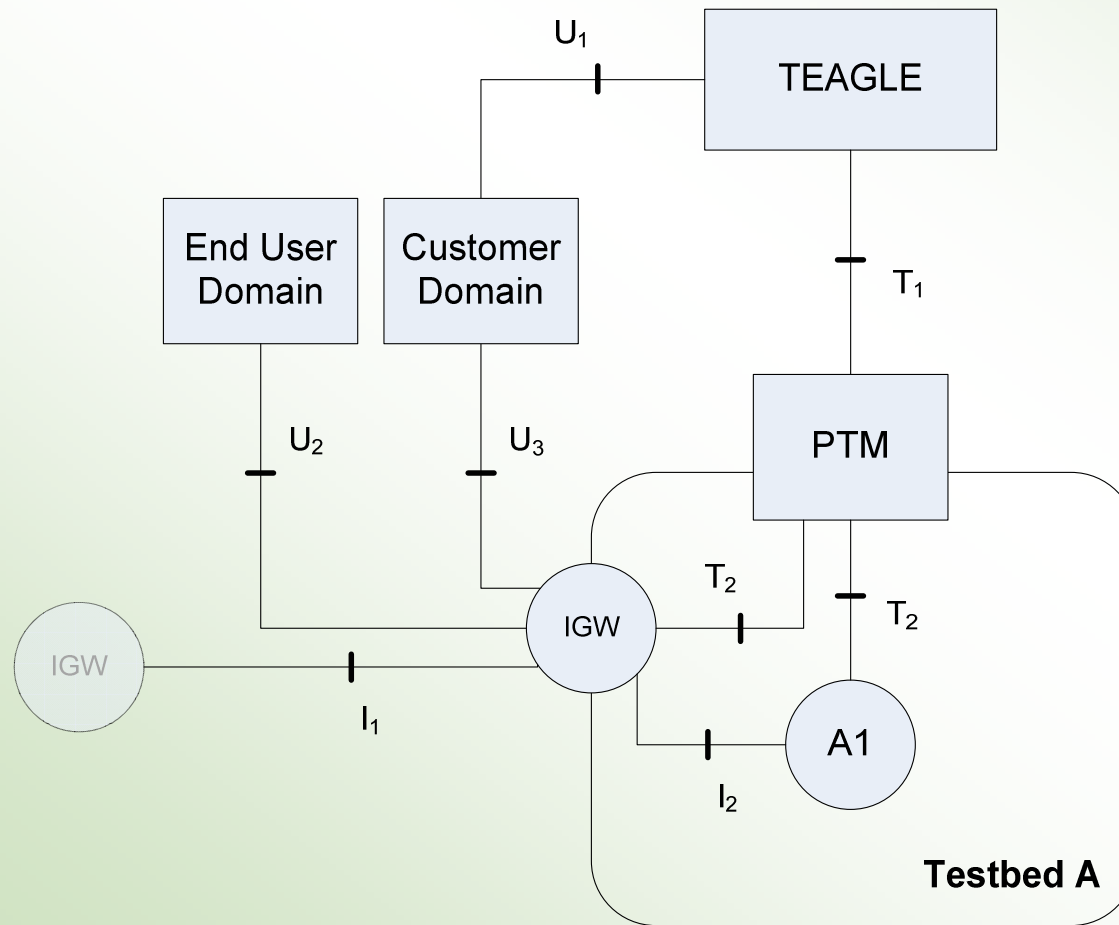 U₁
TEAGLE
End User
Domain
Customer
Domain
T₁
U₂
U₃
PTM
T₂
IGW
T₂
IGW
I₁
A1
I₂
Testbed A